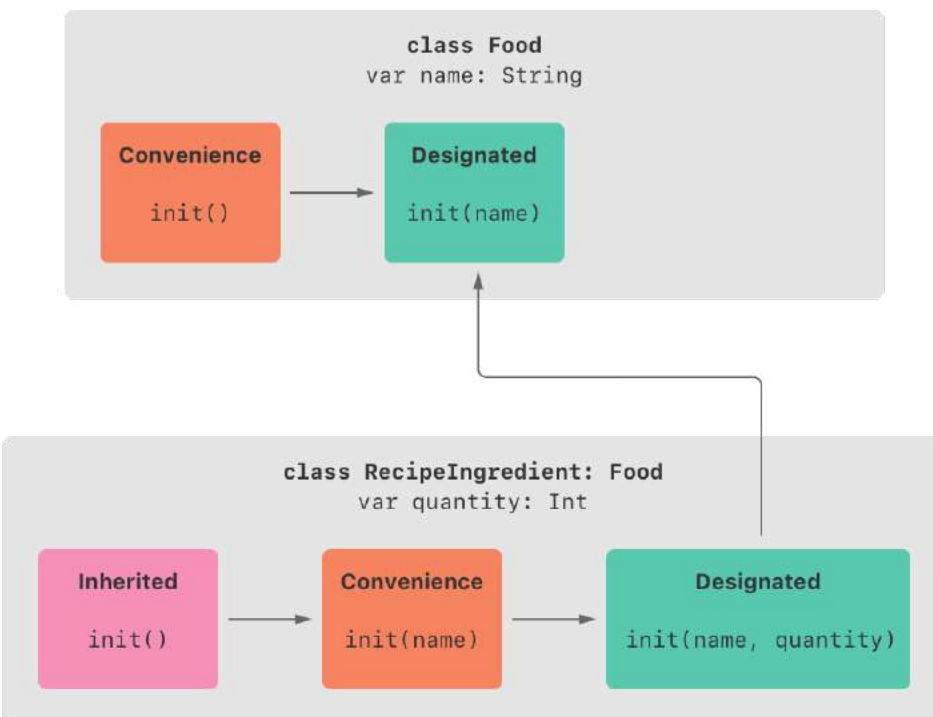 class Food
var name: String
Convenience
init()
Designated
init(name)
class RecipeIngredient: Food
var quantity: Int
Inherited
init()
Convenience
init(name)
Designated
init(name, quantity)